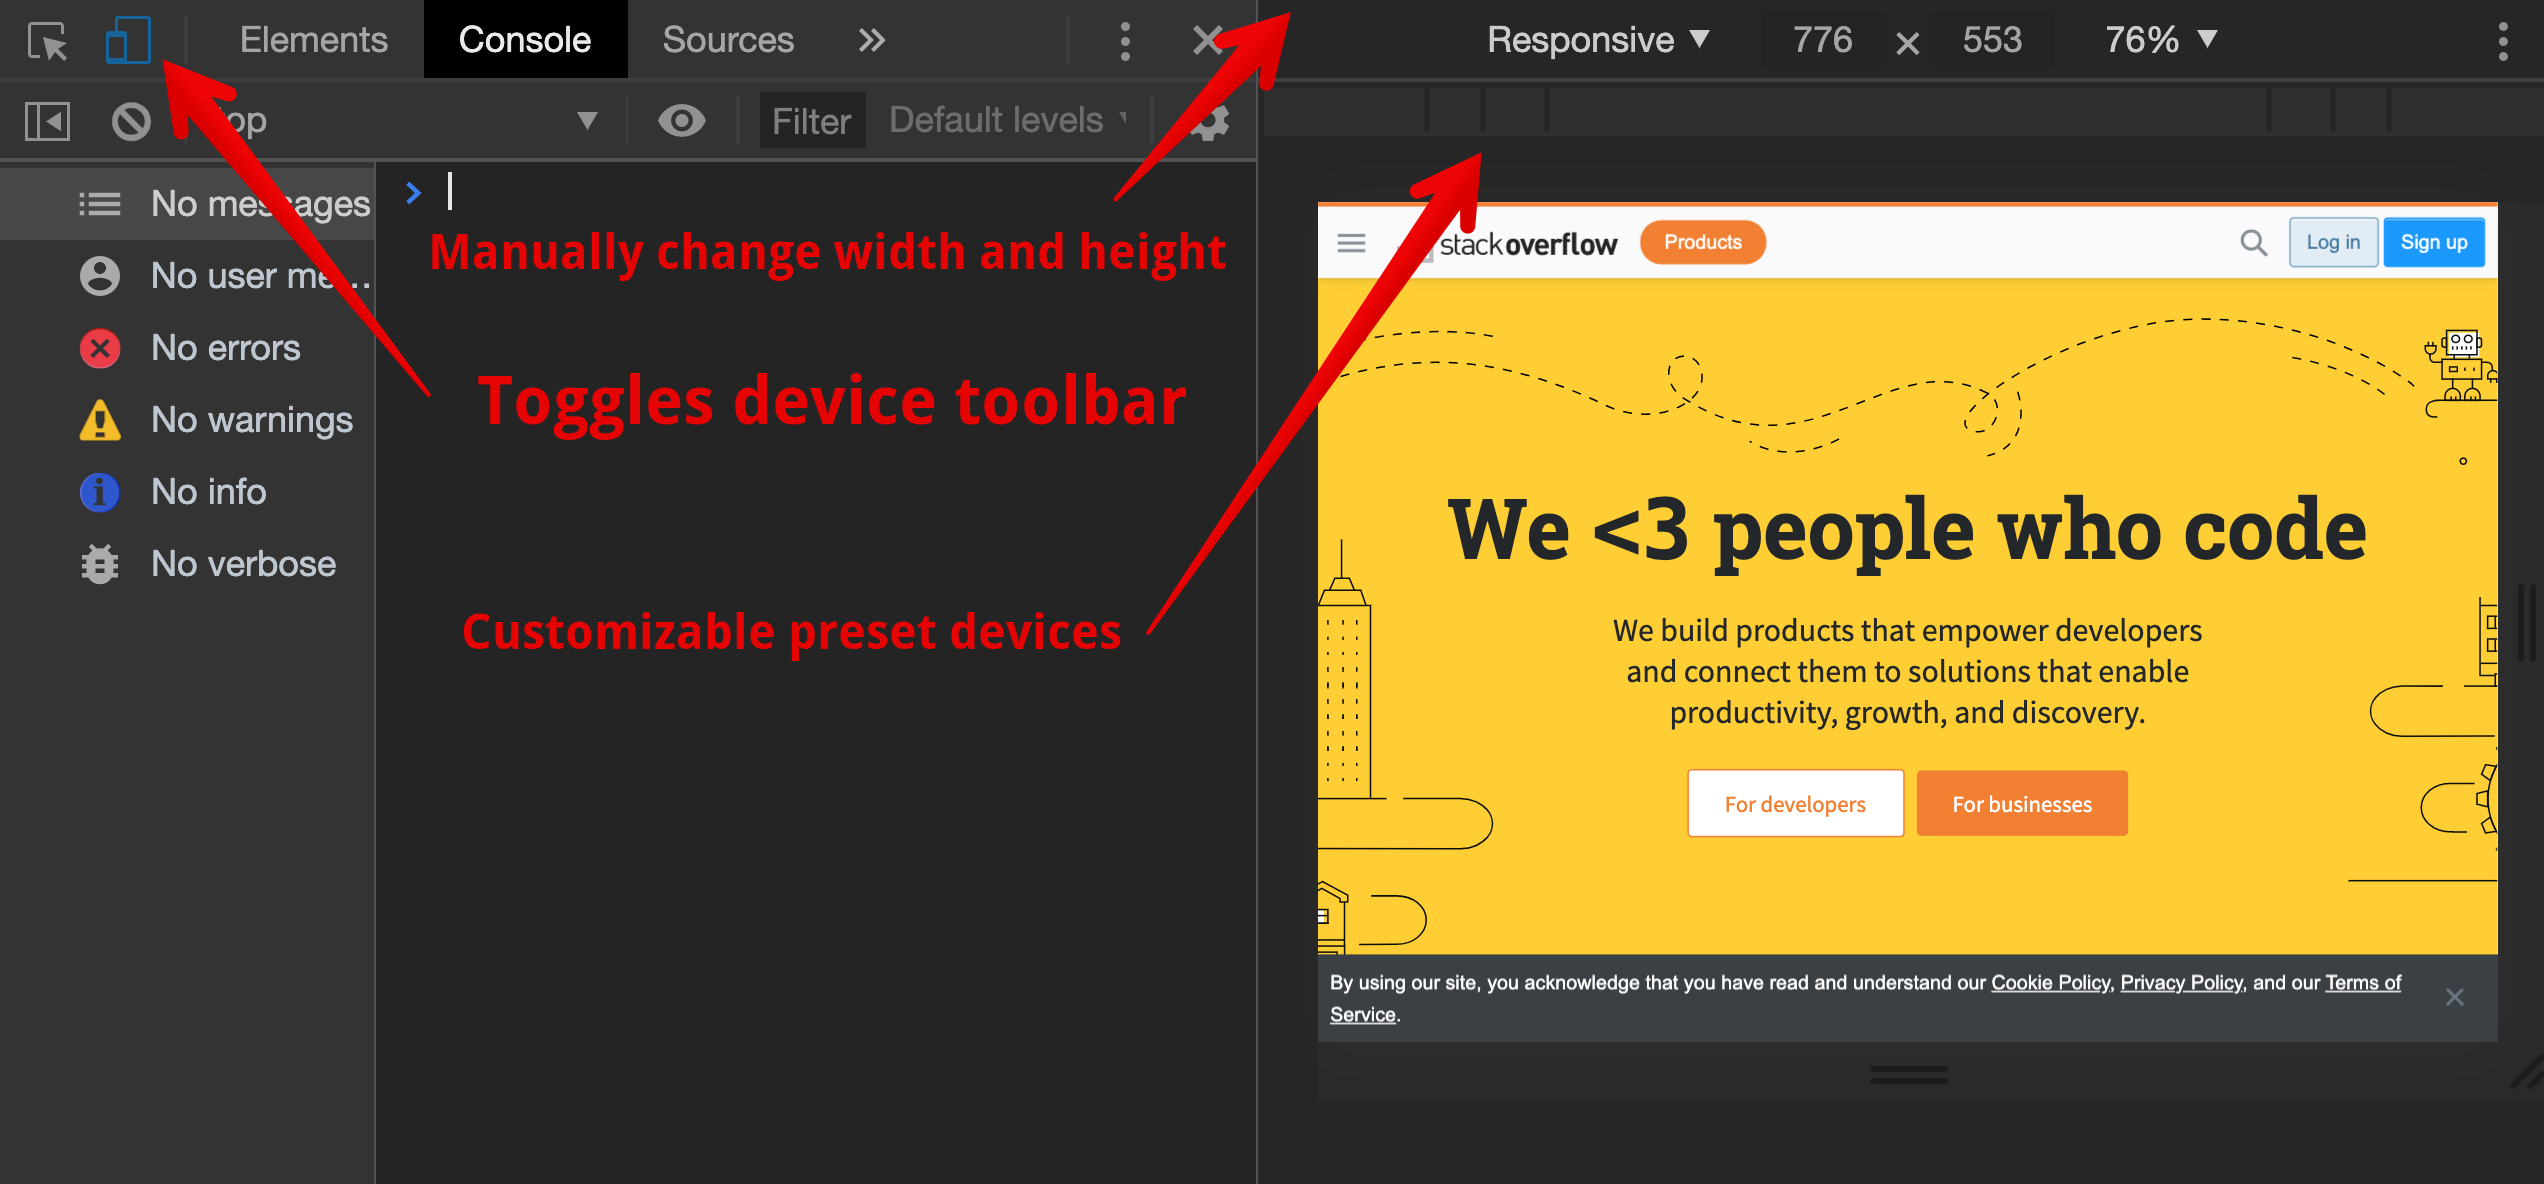 Elements Console Sources
Responsive 776 × 553 76%
top Filter Default levels
No messages
No user me...
No errors
No warnings
No info
No verbose
Manually change width and height
Toggles device toolbar
Customizable preset devices
stackoverflow Products Log in Sign up
We <3 people who code
We build products that empower developers
and connect them to solutions that enable
productivity, growth, and discovery.
For developers For businesses
By using our site, you acknowledge that you have read and understand our Cookie Policy, Privacy Policy, and our Terms of
Service.